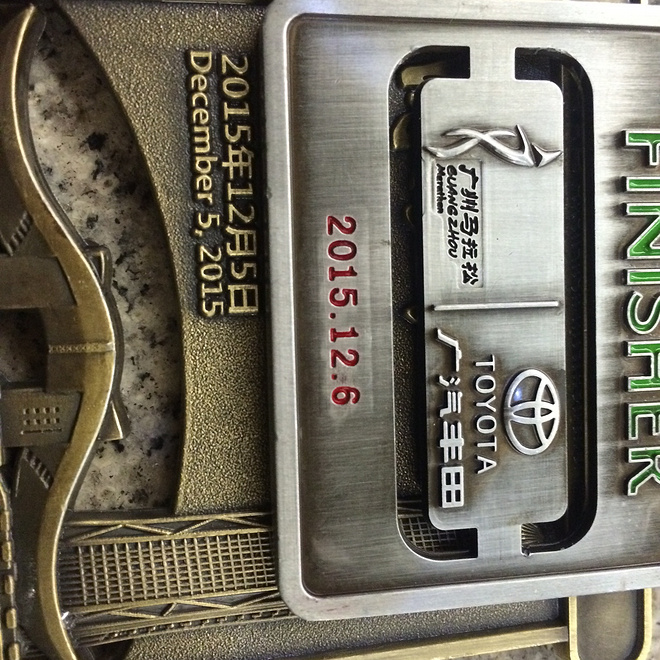 FINISHER
广州马拉松
GUANGZHOU
Marathon
TOYOTA
广汽丰田
2015.12.6
2015年12月5日
December 5, 2015